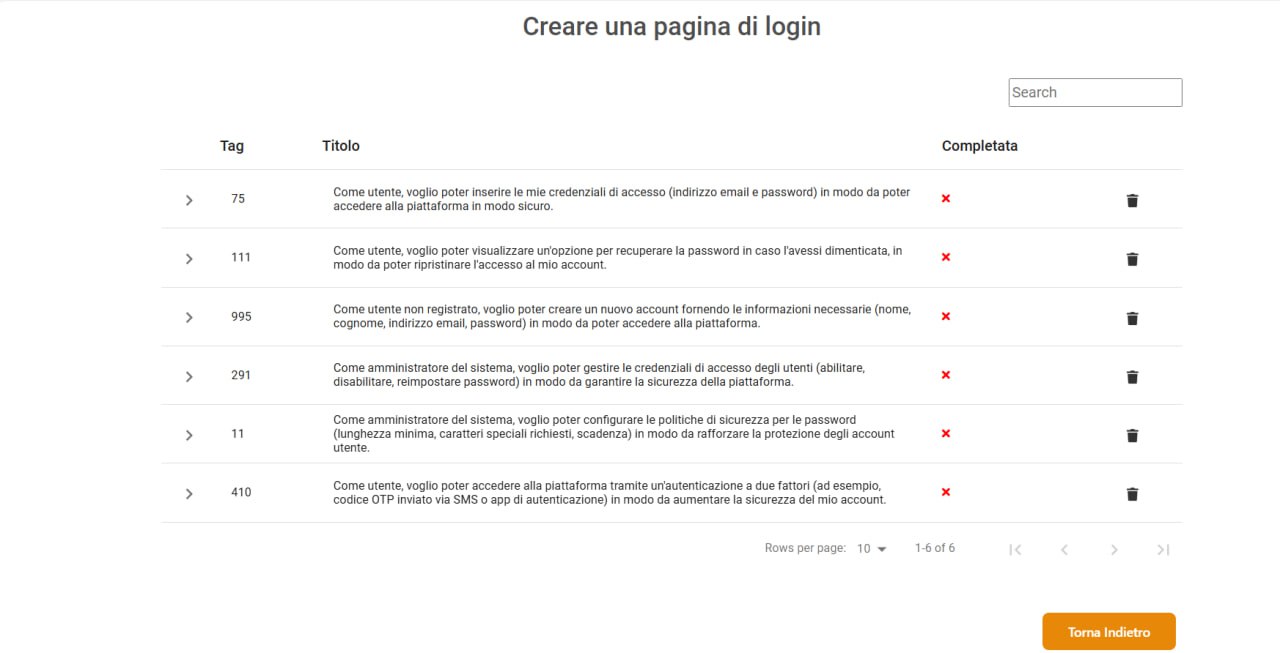 Creare una pagina di login
Search
Tag Titolo Completata
75 Come utente, voglio poter inserire le mie credenziali di accesso (indirizzo email e password) in modo da poter
accedere alla piattaforma in modo sicuro.
111 Come utente, voglio poter visualizzare un'opzione per recuperare la password in caso l'avessi dimenticata, in
modo da poter ripristinare l'accesso al mio account.
995 Come utente non registrato, voglio poter creare un nuovo account fornendo le informazioni necessarie (nome,
cognome, indirizzo email, password) in modo da poter accedere alla piattaforma.
291 Come amministratore del sistema, voglio poter gestire le credenziali di accesso degli utenti (abilitare,
disabilitare, reimpostare password) in modo da garantire la sicurezza della piattaforma.
11 Come amministratore del sistema, voglio poter configurare le politiche di sicurezza per le password
(lunghezza minima, caratteri speciali richiesti, scadenza) in modo da rafforzare la protezione degli account
utente.
410 Come utente, voglio poter accedere alla piattaforma tramite un'autenticazione a due fattori (ad esempio,
codice OTP inviato via SMS o app di autenticazione) in modo da aumentare la sicurezza del mio account.
Rows per page: 10 1-6 of 6
Torna Indietro